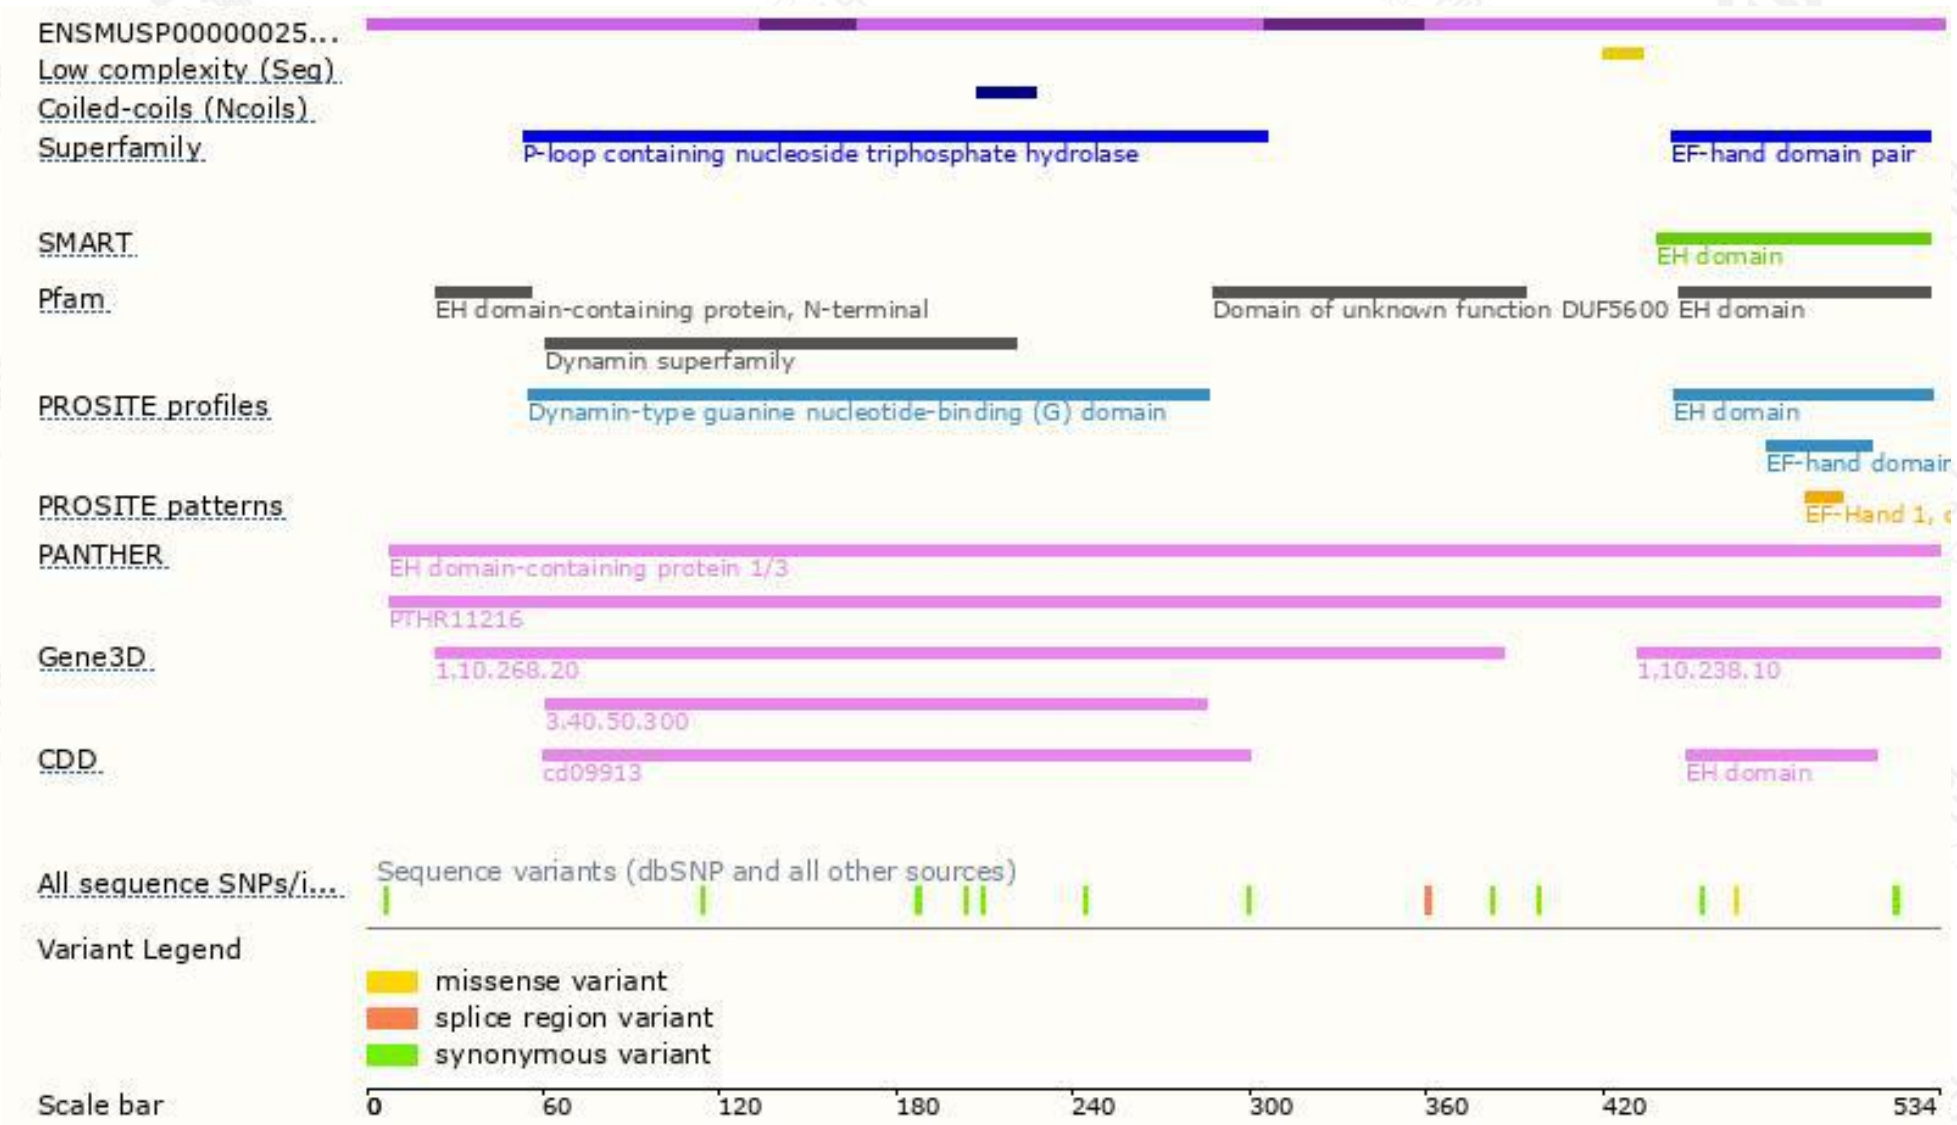 ENSMUSP00000025...
Low complexity (Seg)
Coiled-coils (Ncoils)
Superfamily
P-loop containing nucleoside triphosphate hydrolase EF-hand domain pair
SMART
EH domain
Pfam
EH domain-containing protein, N-terminal Domain of unknown function DUF5600 EH domain
Dynamin superfamily
PROSITE profiles
Dynamin-type guanine nucleotide-binding (G) domain EH domain
EF-hand domain
PROSITE patterns
EF-Hand 1,
PANTHER
EH domain-containing protein 1/3
PTHR11216
Gene3D
1.10.268.20 1.10.238.10
3.40.50.300
CDD
cd09913 EH domain
Sequence variants (dbSNP and all other sources)
All sequence SNPs/i...
Variant Legend
missense variant
splice region variant
synonymous variant
Scale bar 0 60 120 180 240 300 360 420 534